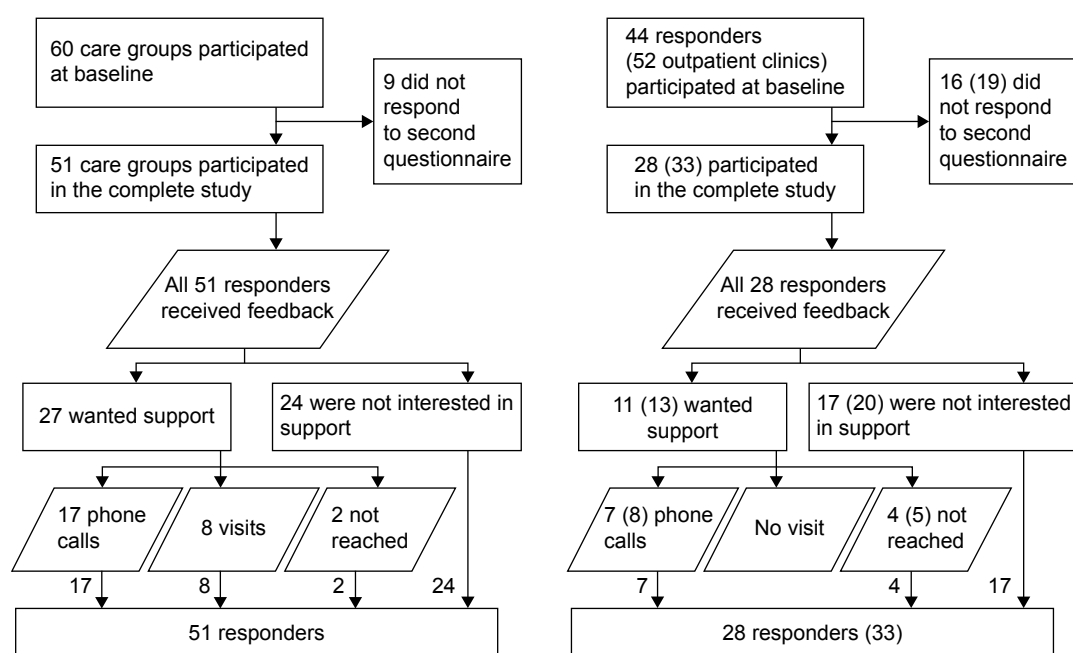 60 care groups participated
at baseline
9 did not
respond
to second
questionnaire
51 care groups participated
in the complete study
All 51 responders
received feedback
27 wanted support
24 were not interested in
support
17 phone
calls
8 visits
2 not
reached
17
8
2
24
51 responders
44 responders
(52 outpatient clinics)
participated at baseline
16 (19) did
not respond
to second
questionnaire
28 (33) participated
in the complete study
All 28 responders
received feedback
11 (13) wanted
support
17 (20) were not interested
in support
7 (8) phone
calls
No visit
4 (5) not
reached
7
4
17
28 responders (33)